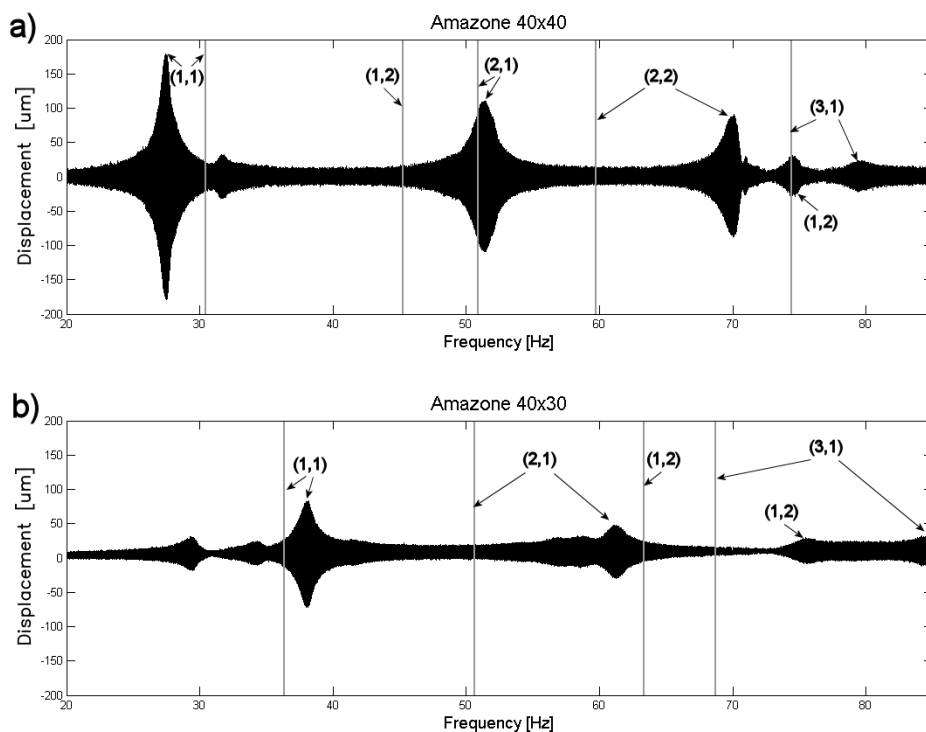 a)
Amazone 40x40
Displacement [um]
200
150
100
50
0
-50
-100
-150
-200
(1,1)
(1,2)
(2,1)
(2,2)
(3,1)
(1,2)
20 30 40 50 60 70 80
Frequency [Hz]
b)
Amazone 40x30
Displacement [um]
200
150
100
50
0
-50
-100
-150
-200
(1,1)
(2,1)
(1,2)
(3,1)
(1,2)
20 30 40 50 60 70 80
Frequency [Hz]